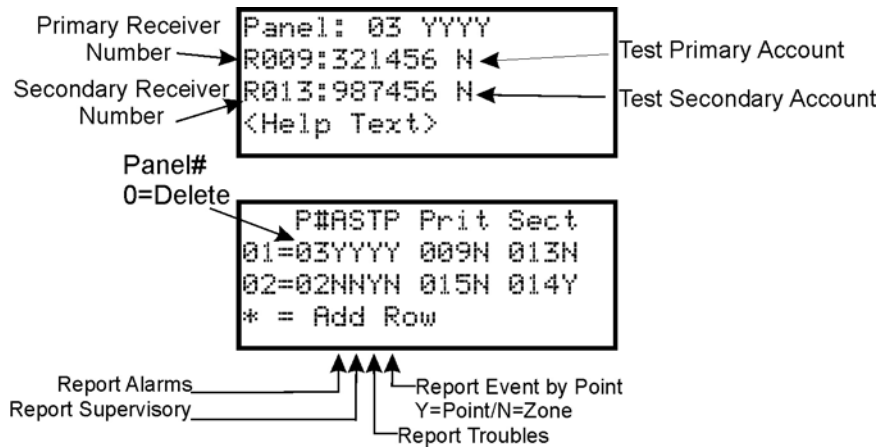 Primary Receiver
Number
Panel: 03 YYYY
R009:321456 N
Test Primary Account
Secondary Receiver
Number
R013:987456 N
Test Secondary Account
<Help Text>
Panel#
0=Delete
P#ASTP Prit Sect
01=03YYYY 009N 013N
02=02NNYN 015N 014Y
* = Add Row
Report Alarms
Report Supervisory
Report Event by Point
Y=Point/N=Zone
Report Troubles